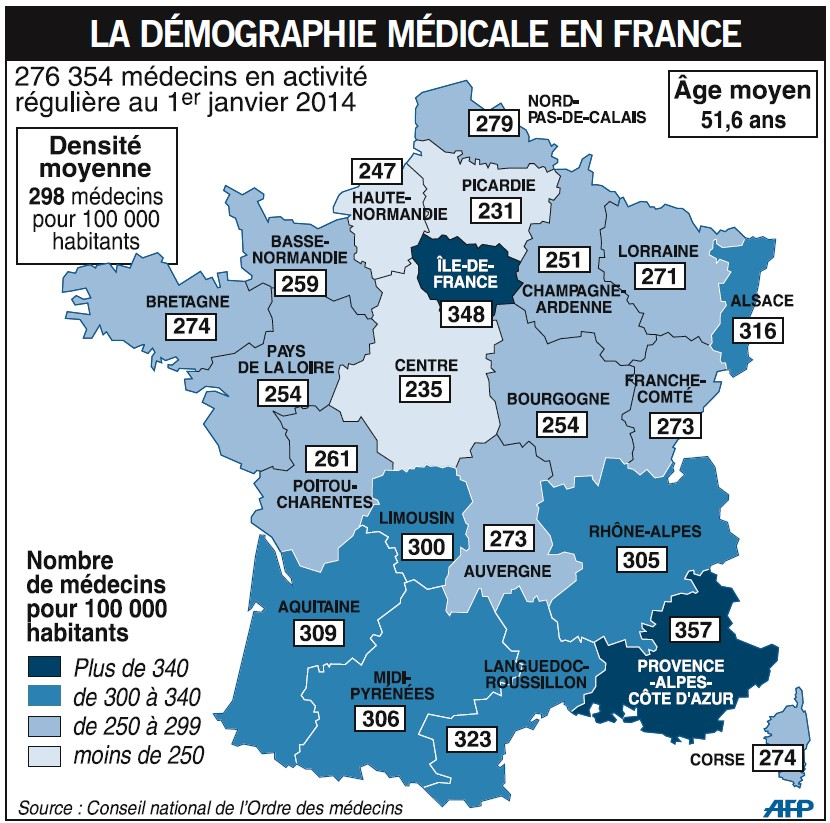 LA DÉMOGRAPHIE MÉDICALE EN FRANCE
276 354 médecins en activité
régulière au 1er janvier 2014
Âge moyen
51,6 ans
Densité
moyenne
298 médecins
pour 100 000
habitants
NORD-
PAS-DE-CALAIS
279
247
HAUTE-
NORMANDIE
PICARDIE
231
BASSE-
NORMANDIE
259
ÎLE-DE-
FRANCE
348
251
CHAMPAGNE-
ARDENNE
LORRAINE
271
ALSACE
316
BRETAGNE
274
PAYS
DE LA LOIRE
254
CENTRE
235
BOURGOGNE
254
FRANCHE-
COMTÉ
273
261
POITOU-
CHARENTES
LIMOUSIN
300
273
AUVERGNE
RHÔNE-ALPES
305
AQUITAINE
309
MIDI-
PYRÉNÉES
306
LANGUEDOC-
ROUSSILLON
323
357
PROVENCE
-ALPES-
CÔTE D'AZUR
CORSE
274
Nombre
de médecins
pour 100 000
habitants
Plus de 340
de 300 à 340
de 250 à 299
moins de 250
Source : Conseil national de l'Ordre des médecins
AFP